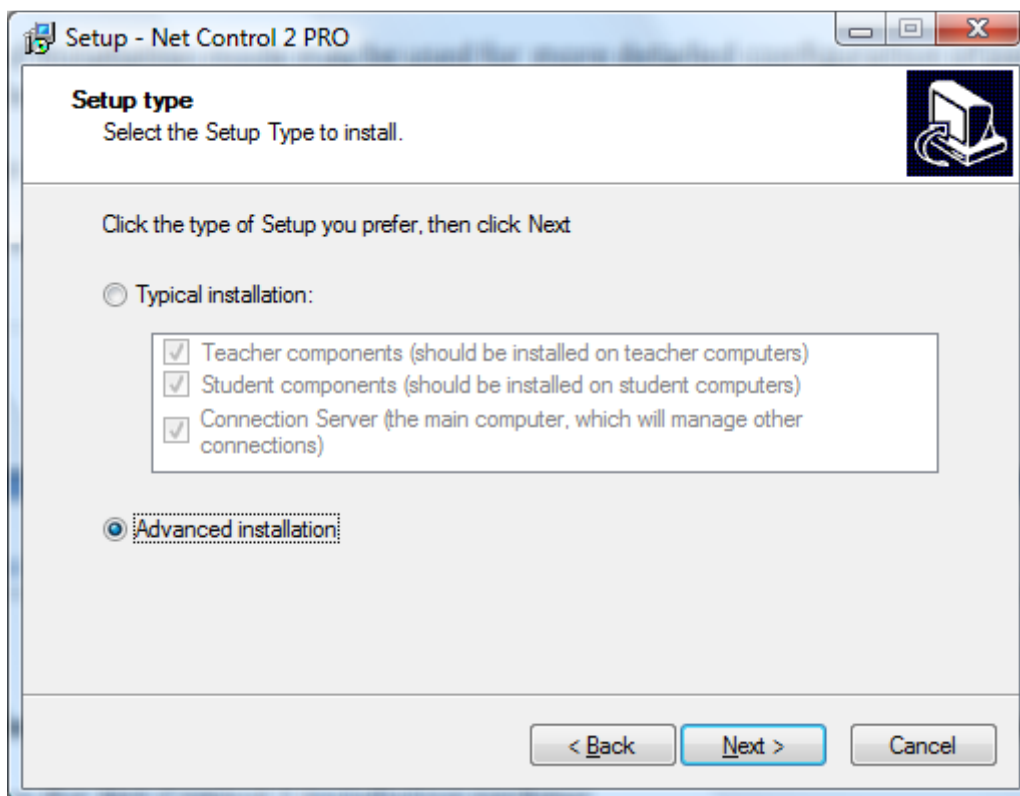 Setup - Net Control 2 PRO
Setup type
Select the Setup Type to install.
Click the type of Setup you prefer, then click Next
Typical installation:
Teacher components (should be installed on teacher computers)
Student components (should be installed on student computers)
Connection Server (the main computer, which will manage other
connections)
Advanced installation
< Back Next > Cancel